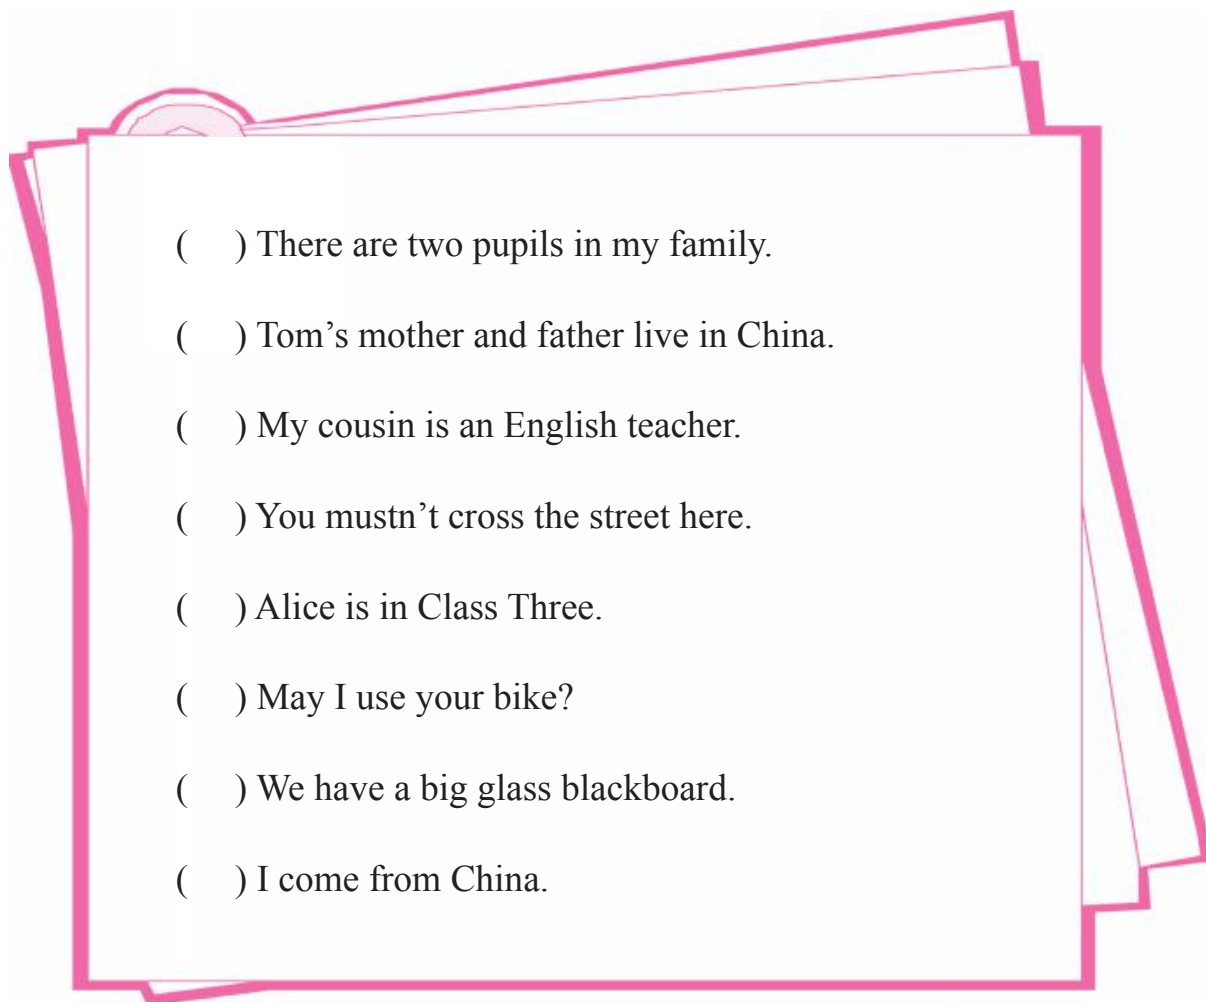 (    ) There are two pupils in my family.
(    ) Tom’s mother and father live in China.
(    ) My cousin is an English teacher.
(    ) You mustn’t cross the street here.
(    ) Alice is in Class Three.
(    ) May I use your bike?
(    ) We have a big glass blackboard.
(    ) I come from China.